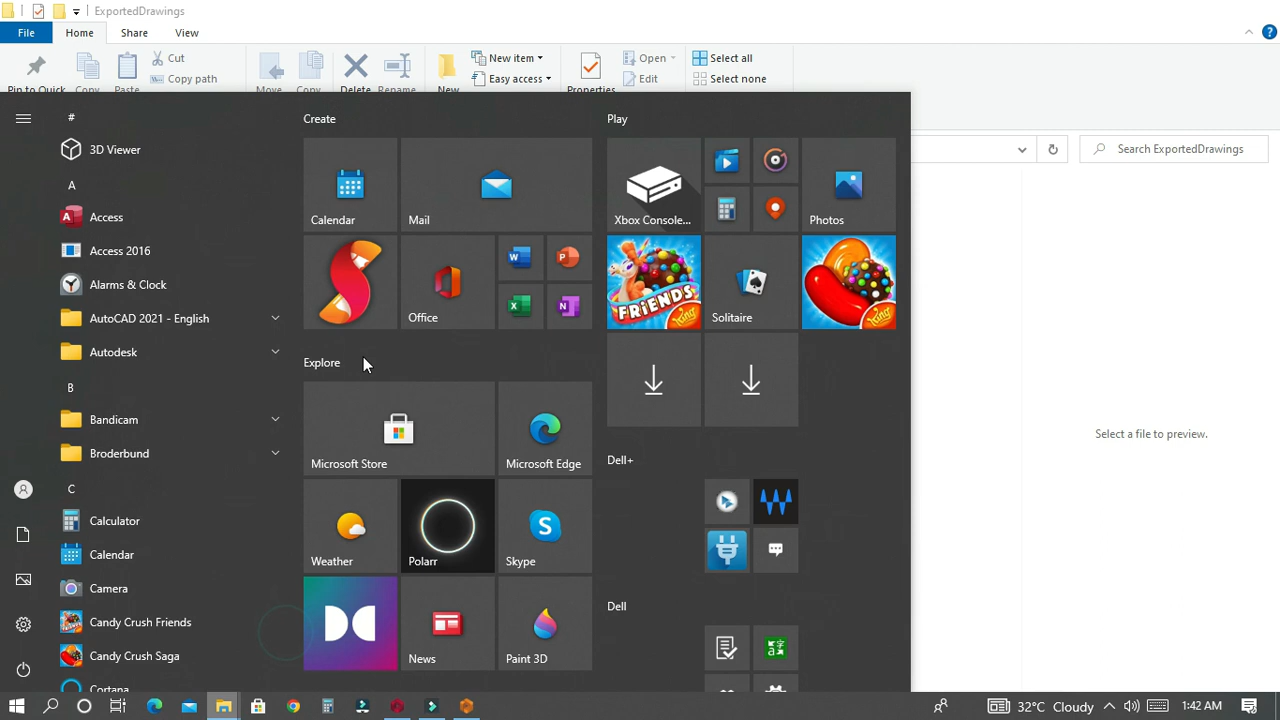 ExportedDrawings
File Home Share View
Cut
Copy path
New item
Easy access
Open
Edit
Select all
Select none
Pin to Quick Copy Paste Move Copy Delete Rename New Properties
Search ExportedDrawings
Select a file to preview.
#
3D Viewer
A
Access
Access 2016
Alarms & Clock
AutoCAD 2021 - English
Autodesk
B
Bandicam
Broderbund
C
Calculator
Calendar
Camera
Candy Crush Friends
Candy Crush Saga
Cortana
Create
Calendar
Mail
Office
Explore
Microsoft Store
Microsoft Edge
Weather
Polarr
Skype
News
Paint 3D
Play
Xbox Console...
Photos
FRIENDS
King
Solitaire
King
Dell+
Dell
32°C Cloudy
1:42 AM